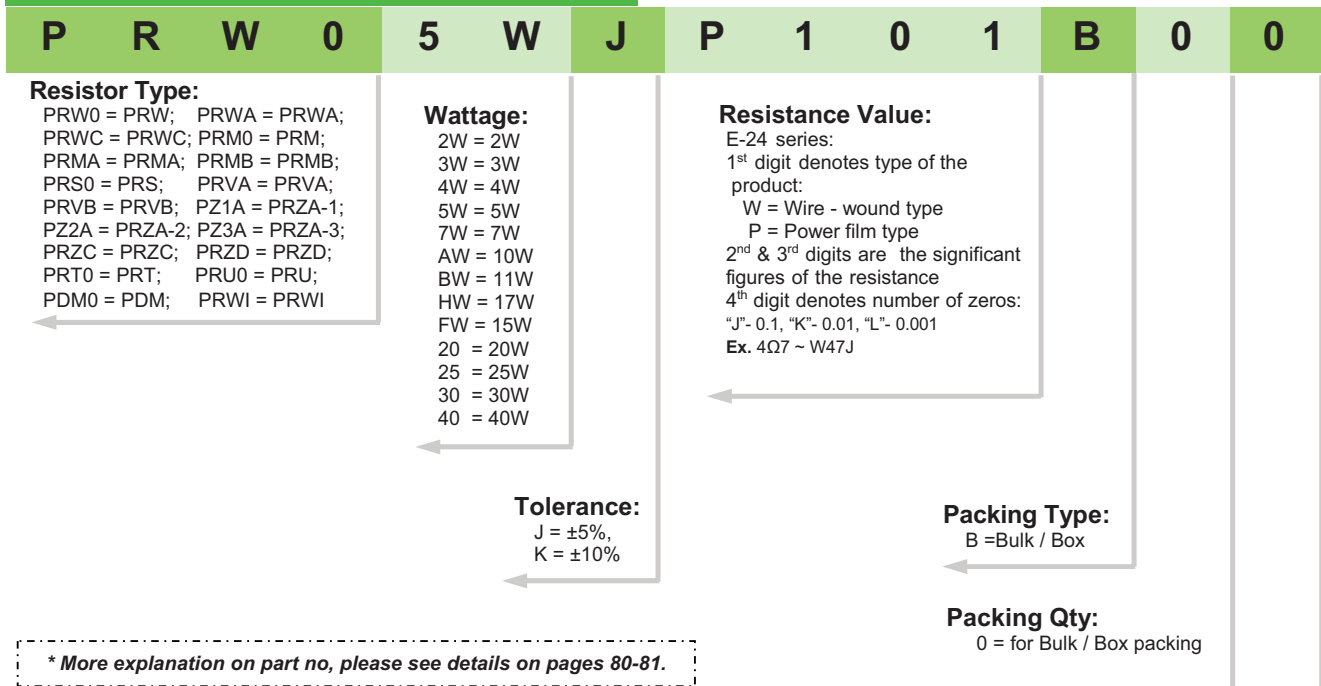 P R W 0 5 W J P 1 0 1 B 0 0
Resistor Type:
PRW0 = PRW; PRWA = PRWA;
PRWC = PRWC; PRM0 = PRM;
PRMA = PRMA; PRMB = PRMB;
PRS0 = PRS; PRVA = PRVA;
PRVB = PRVB; PZ1A = PRZA-1;
PZ2A = PRZA-2; PZ3A = PRZA-3;
PRZC = PRZC; PRZD = PRZD;
PRT0 = PRT; PRU0 = PRU;
PDM0 = PDM; PRWI = PRWI
Wattage:
2W = 2W
3W = 3W
4W = 4W
5W = 5W
7W = 7W
AW = 10W
BW = 11W
HW = 17W
FW = 15W
20 = 20W
25 = 25W
30 = 30W
40 = 40W
Resistance Value:
E-24 series:
1st digit denotes type of the
product:
W = Wire - wound type
P = Power film type
2nd & 3rd digits are the significant
figures of the resistance
4th digit denotes number of zeros:
“J”- 0.1, “K”- 0.01, “L”- 0.001
Ex. 4Ω7 ~ W47J
Tolerance:
J = ±5%,
K = ±10%
Packing Type:
B =Bulk / Box
Packing Qty:
0 = for Bulk / Box packing
* More explanation on part no, please see details on pages 80-81.